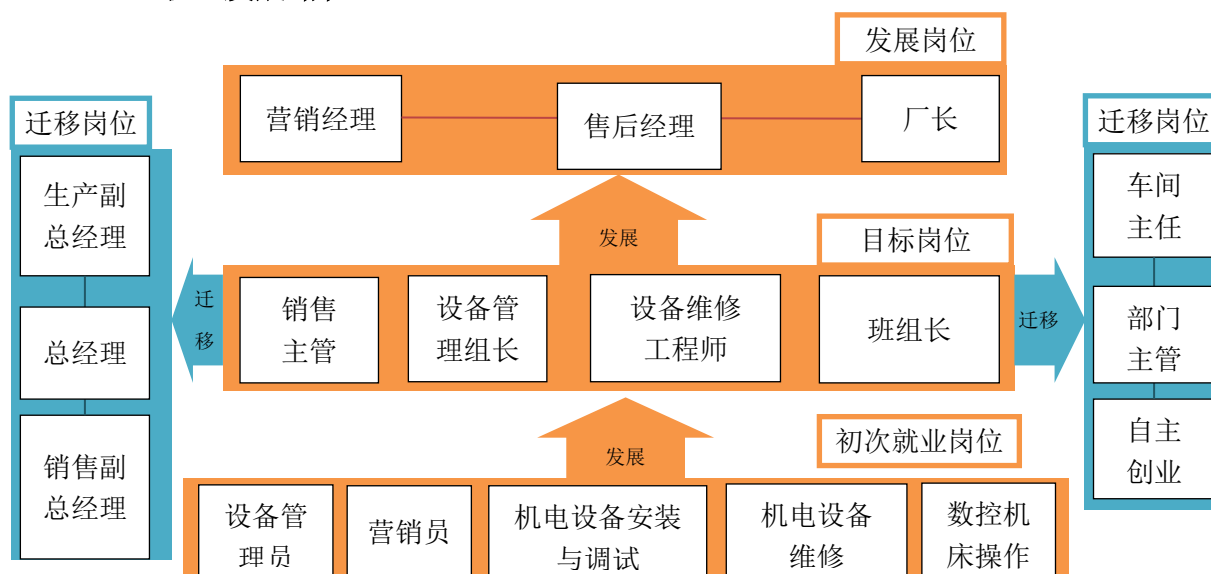 发展岗位
营销经理
售后经理
厂长
迁移岗位
生产副
总经理
总经理
销售副
总经理
迁移岗位
车间
主任
部门
主管
自主
创业
发展
目标岗位
迁
移
销售
主管
设备管
理组长
设备维修
工程师
班组长
迁移
发展
初次就业岗位
设备管
理员
营销员
机电设备安装
与调试
机电设备
维修
数控机
床操作